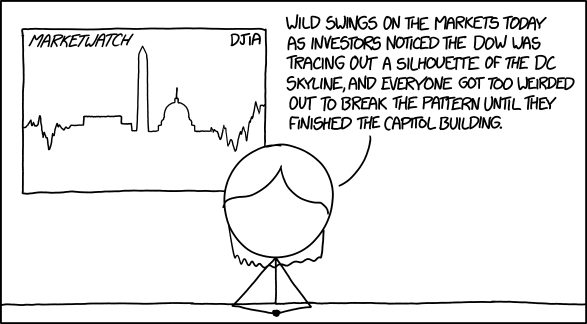 MARKETWATCH DJIA
WILD SWINGS ON THE MARKETS TODAY
AS INVESTORS NOTICED THE DOW WAS
TRACING OUT A SILHOUETTE OF THE DC
SKYLINE, AND EVERYONE GOT TOO WEIRDED
OUT TO BREAK THE PATTERN UNTIL THEY
FINISHED THE CAPITOL BUILDING.